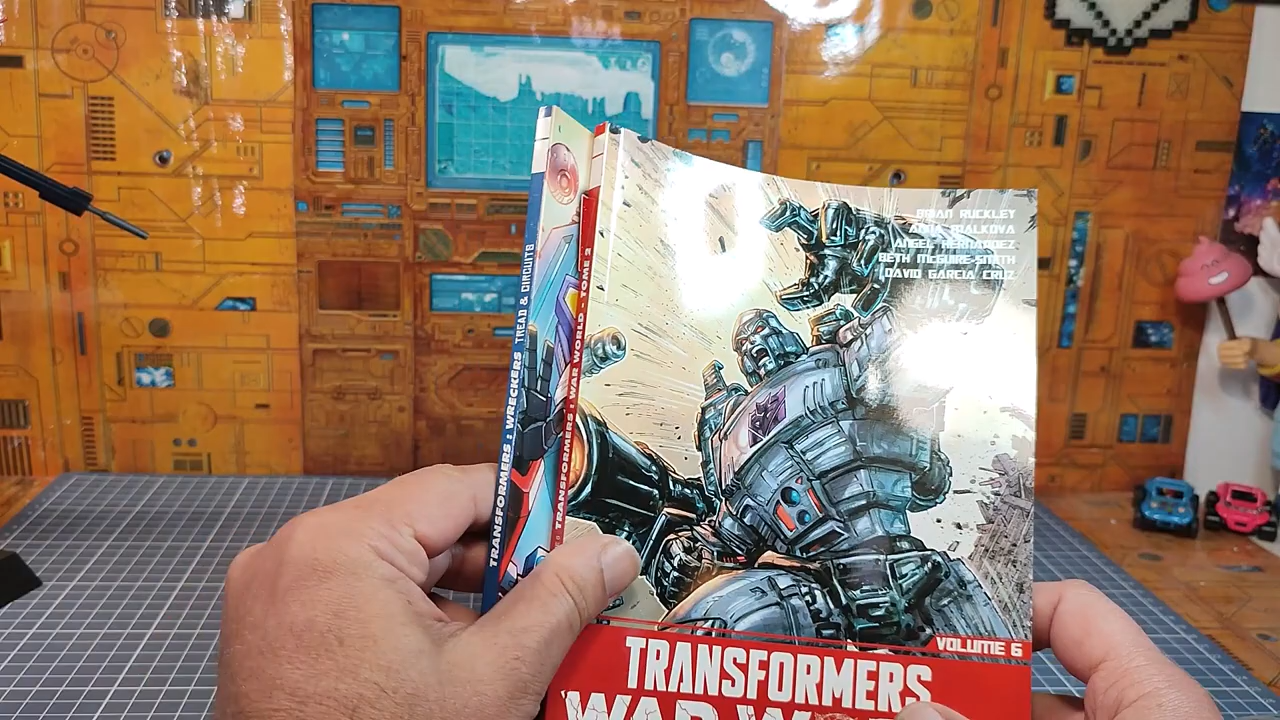 BRIAN RUCKLEY
ANNA MALKOVA
ANGEL HERNANDEZ
BETH McGUIRE-SMITH
DAVID GARCIA CRUZ
TRANSFORMERS : WRECKERS TREAD & CIRCUITS
TRANSFORMERS : WAR WORLD - TOME 2
VOLUME 6
TRANSFORMERS
WAR